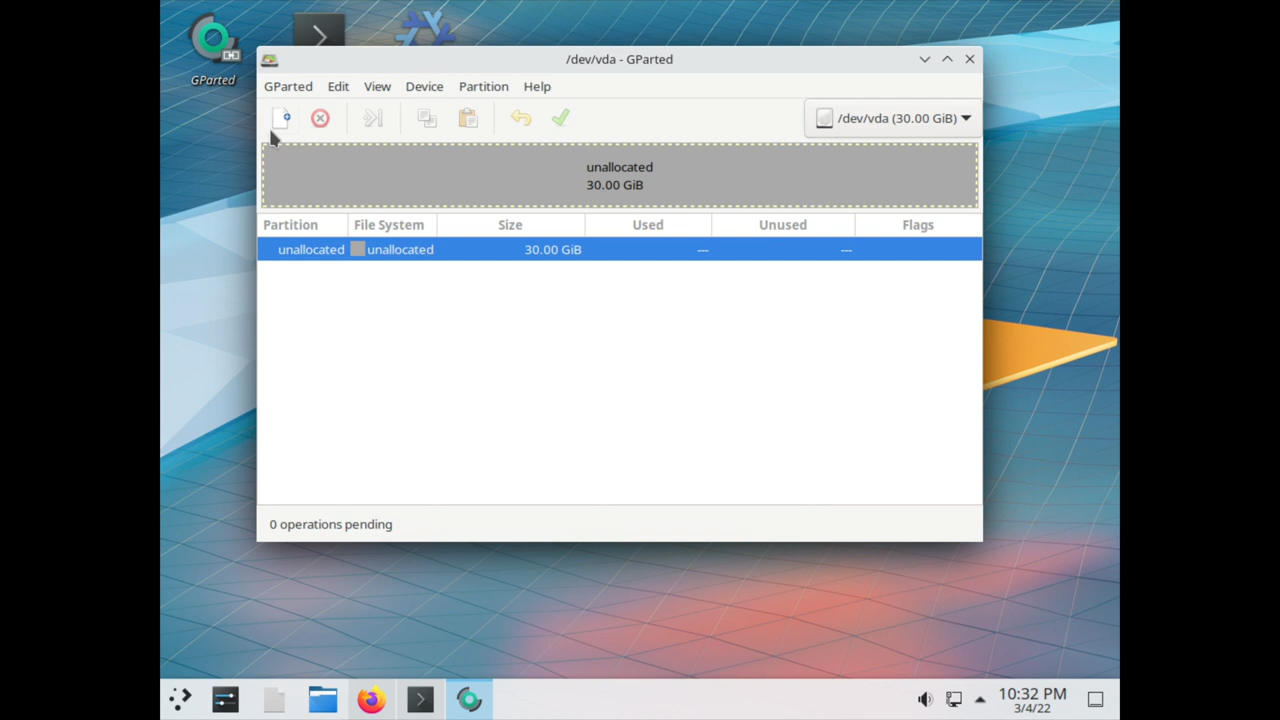 GParted
/dev/vda - GParted
GParted Edit View Device Partition Help
/dev/vda (30.00 GiB)
unallocated
30.00 GiB
Partition File System Size Used Unused Flags
unallocated unallocated 30.00 GiB --- ---
0 operations pending
10:32 PM
3/4/22